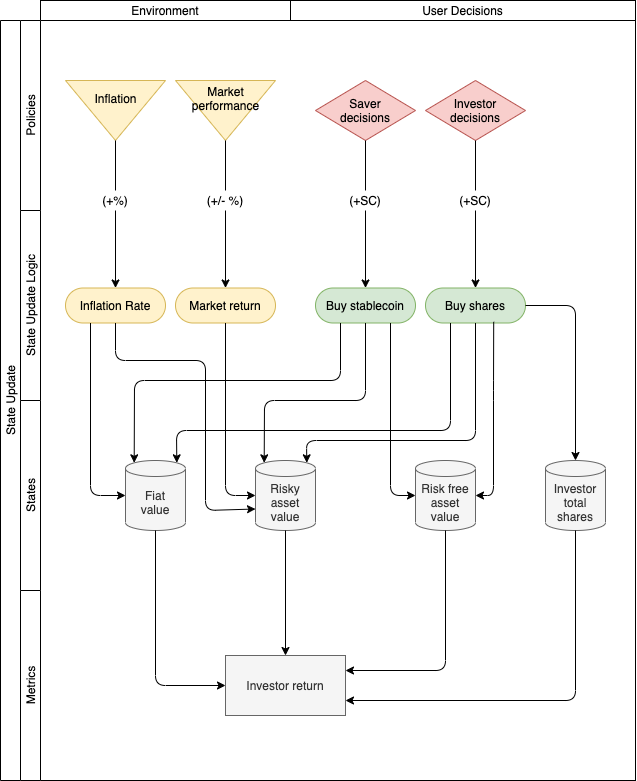 Environment
User Decisions
State Update
Policies
Inflation
Market
performance
Saver
decisions
Investor
decisions
(+%)
(+/- %)
(+SC)
(+SC)
State Update Logic
Inflation Rate
Market return
Buy stablecoin
Buy shares
States
Fiat
value
Risky
asset
value
Risk free
asset
value
Investor
total
shares
Metrics
Investor return